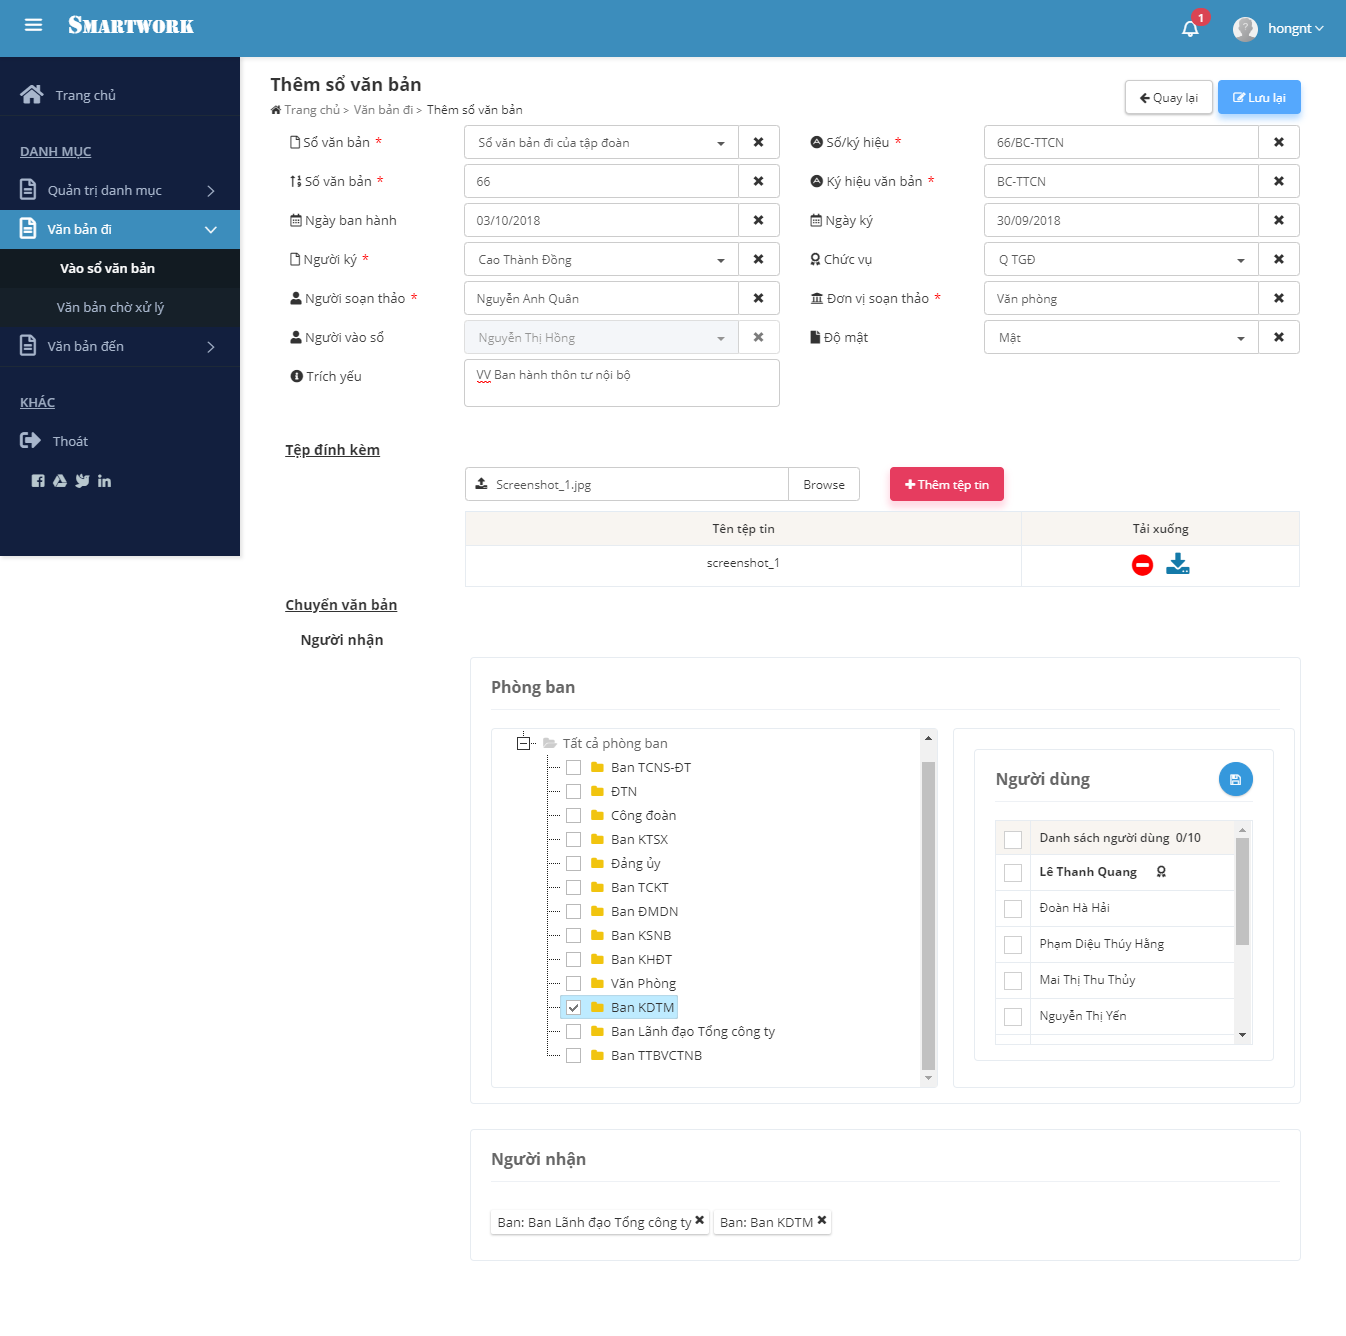 SMARTWORK
1
hongnt
Trang chủ
DANH MỤC
Quản trị danh mục
Văn bản đi
Vào sổ văn bản
Văn bản chờ xử lý
Văn bản đến
KHÁC
Thoát
Thêm sổ văn bản
Trang chủ > Văn bản đi > Thêm sổ văn bản
Quay lại
Lưu lại
Sổ văn bản * Sổ văn bản đi của tập đoàn
Số/ký hiệu * 66/BC-TTCN
Số văn bản * 66
Ký hiệu văn bản * BC-TTCN
Ngày ban hành 03/10/2018
Ngày ký 30/09/2018
Người ký * Cao Thành Đồng
Chức vụ Q TGĐ
Người soạn thảo * Nguyễn Anh Quân
Đơn vị soạn thảo * Văn phòng
Người vào sổ Nguyễn Thị Hồng
Độ mật Mật
Trích yếu VV Ban hành thôn tư nội bộ
Tệp đính kèm
Screenshot_1.jpg Browse
Thêm tệp tin
Tên tệp tin Tải xuống
screenshot_1
Chuyển văn bản
Người nhận
Phòng ban
Tất cả phòng ban
Ban TCNS-ĐT
ĐTN
Công đoàn
Ban KTSX
Đảng ủy
Ban TCKT
Ban ĐMDN
Ban KSNB
Ban KHĐT
Văn Phòng
Ban KDTM
Ban Lãnh đạo Tổng công ty
Ban TTBVCTNB
Người dùng
Danh sách người dùng 0/10
Lê Thanh Quang
Đoàn Hà Hải
Phạm Diệu Thúy Hằng
Mai Thị Thu Thủy
Nguyễn Thị Yến
Người nhận
Ban: Ban Lãnh đạo Tổng công ty
Ban: Ban KDTM